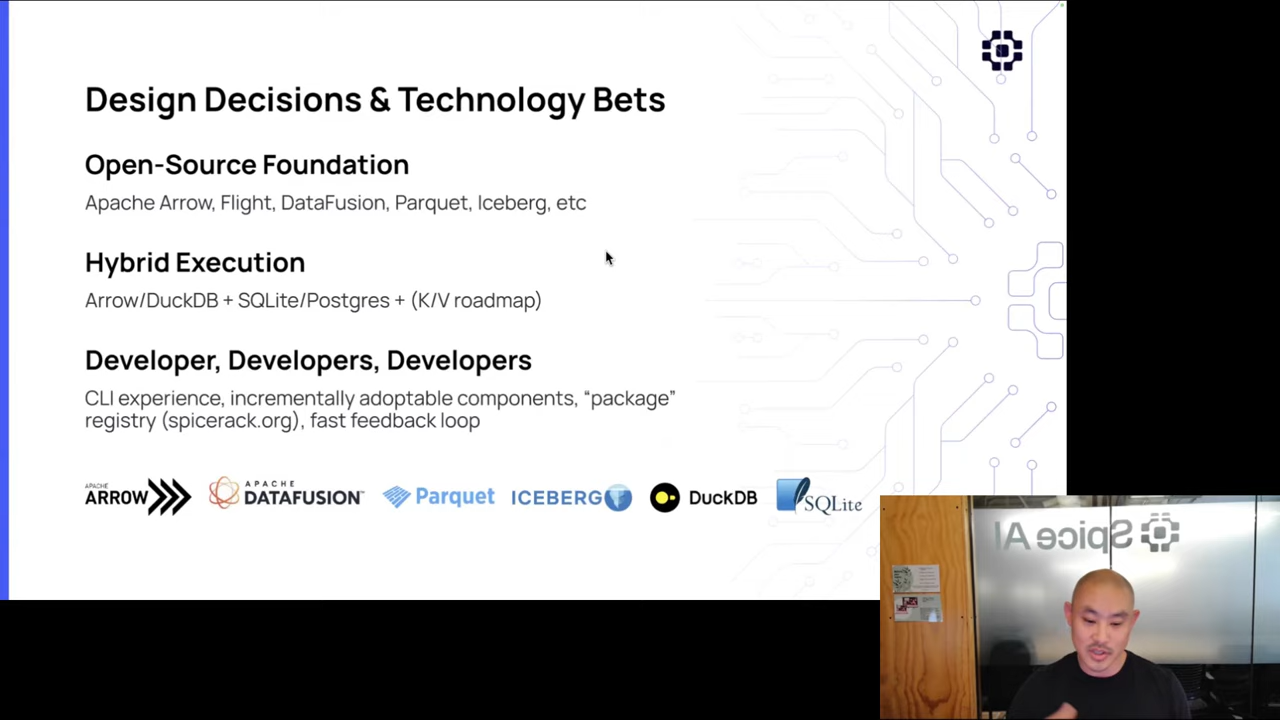 Design Decisions & Technology Bets
Open-Source Foundation
Apache Arrow, Flight, DataFusion, Parquet, Iceberg, etc
Hybrid Execution
Arrow/DuckDB + SQLite/Postgres + (K/V roadmap)
Developer, Developers, Developers
CLI experience, incrementally adoptable components, “package”
registry (spicerack.org), fast feedback loop
APACHE
ARROW
APACHE
DATAFUSION
Parquet
ICEBERG
DuckDB
SQLite
Spice AI